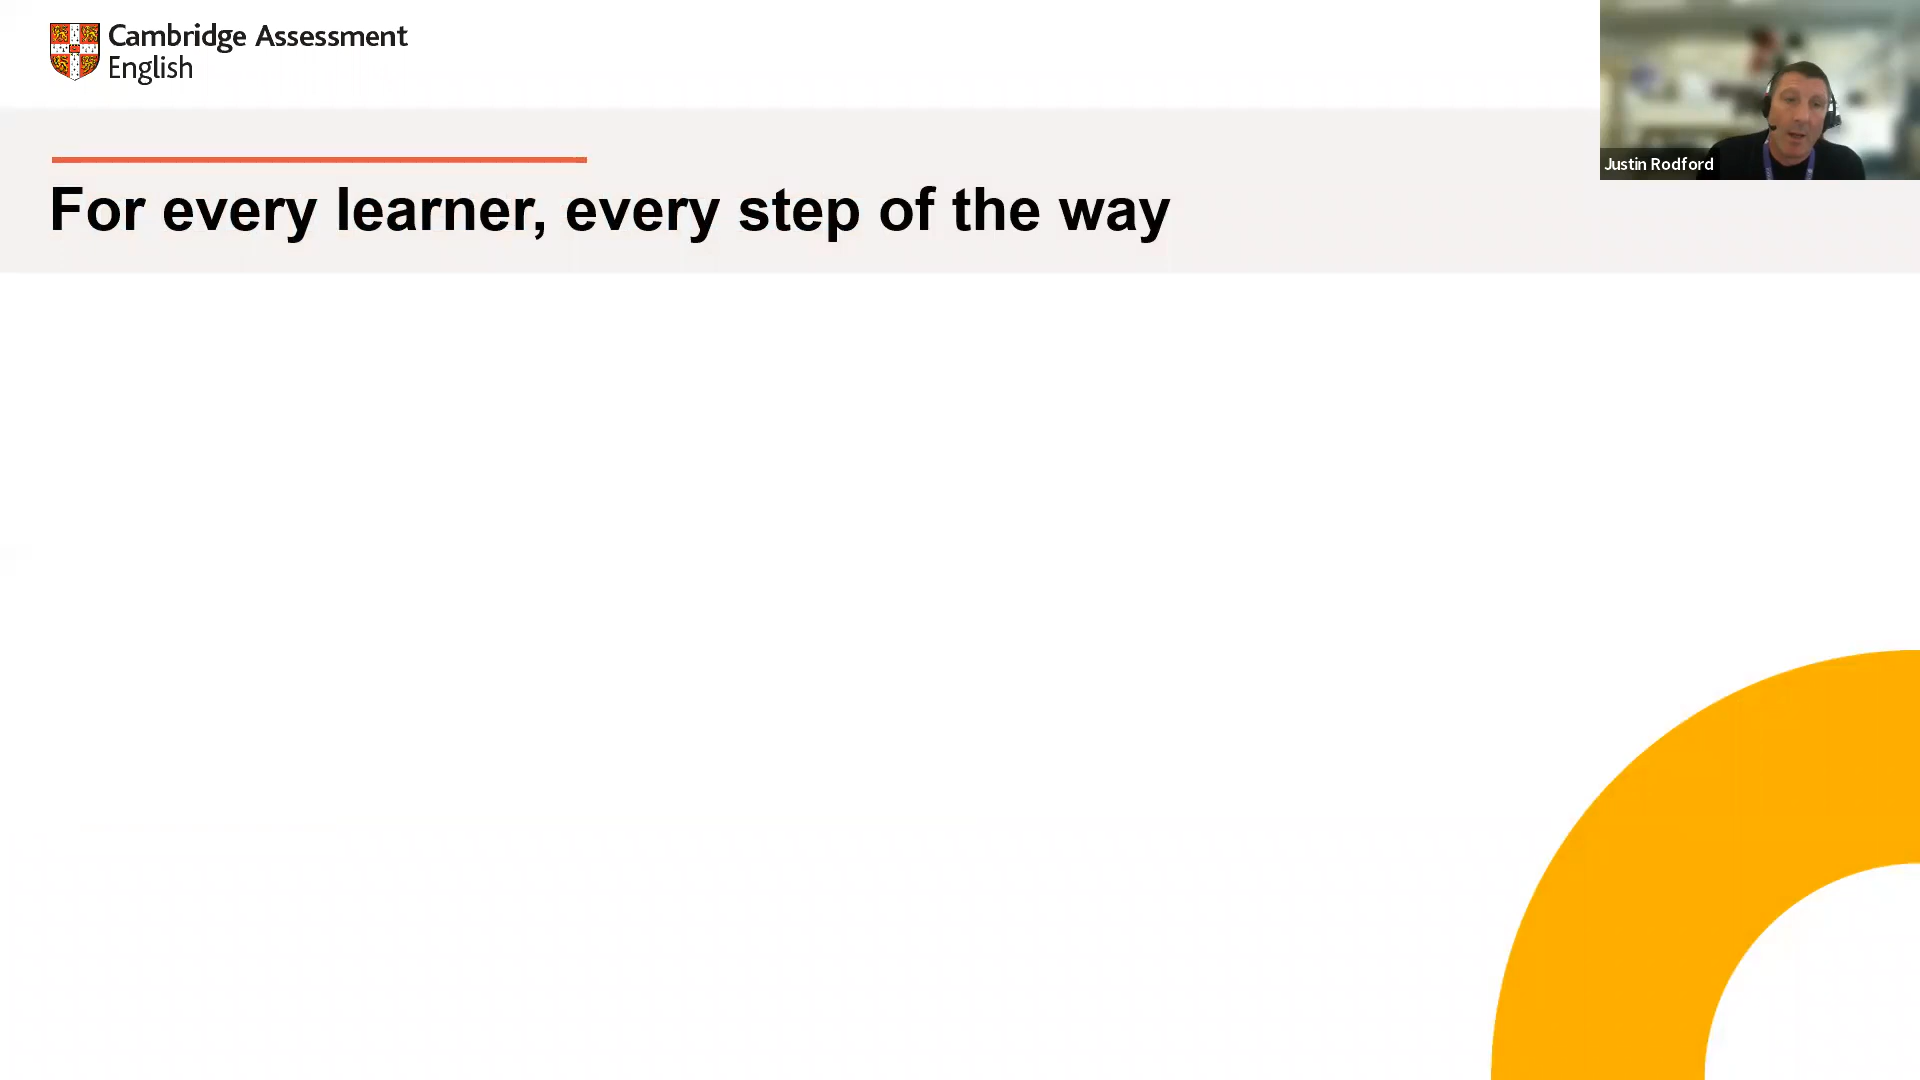 Cambridge Assessment
English
Justin Rodford
For every learner, every step of the way